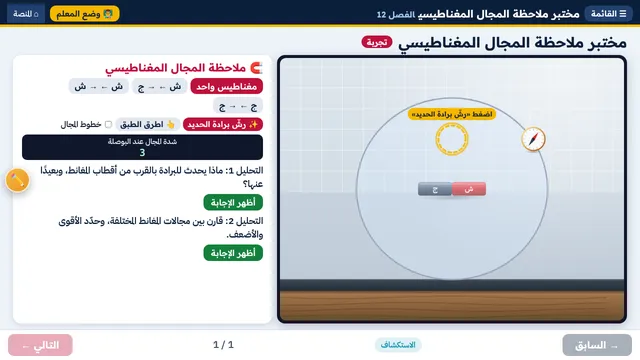 ☰ القائمة
مختبر ملاحظة المجال المغناطيسي الفصل 12
وضع المعلم
⌂ المنصة
مختبر ملاحظة المجال المغناطيسي تجربة
ملاحظة المجال المغناطيسي
مغناطيس واحد
ش ← → ج
ش ← → ش
ج ← → ج
✨ رشّ برادة الحديد
👆 اطرق الطبق
خطوط المجال
شدة المجال عند البوصلة
3
التحليل 1: ماذا يحدث للبرادة بالقرب من أقطاب المغانط، وبعيدًا
عنها؟
أظهر الإجابة
التحليل 2: قارن بين مجالات المغانط المختلفة، وحدّد الأقوى
والأضعف.
أظهر الإجابة
اضغط «رشّ برادة الحديد»
ج
ش
→ السابق
الاستكشاف
1 / 1
التالي ←